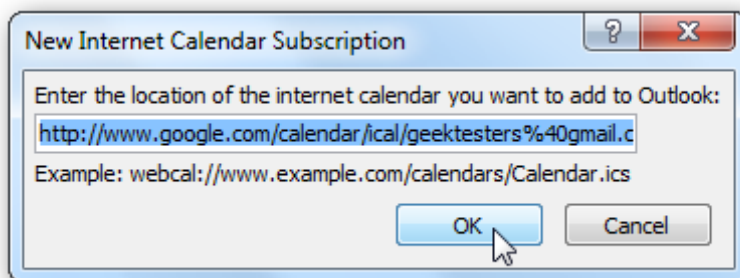 New Internet Calendar Subscription
Enter the location of the internet calendar you want to add to Outlook:
http://www.google.com/calendar/ical/geektesters%40gmail.c
Example: webcal://www.example.com/calendars/Calendar.ics
OK Cancel